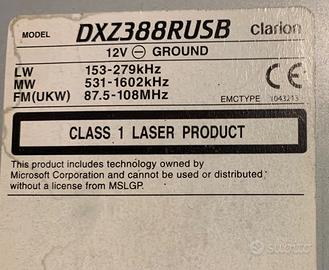 MODEL DXZ388RUSB clarion
12V ⊖ GROUND
LW 153-279kHz
MW 531-1602kHz
FM(UKW) 87.5-108MHz
CE
EMCTYPE 1043213
CLASS 1 LASER PRODUCT
This product includes technology owned by
Microsoft Corporation and cannot be used or distributed
without a license from MSLGP.
subito